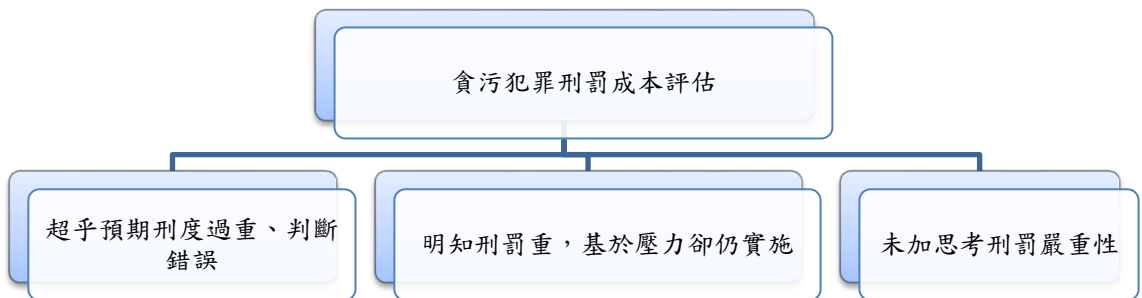 貪污犯罪刑罰成本評估
超乎預期刑度過重、判斷
錯誤
明知刑罰重，基於壓力卻仍實施
未加思考刑罰嚴重性